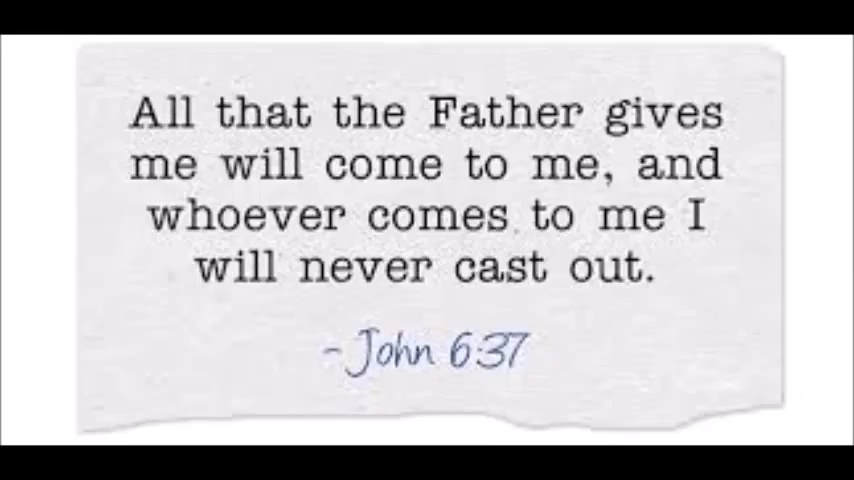 All that the Father gives
me will come to me, and
whoever comes to me I
will never cast out.
- John 6:37